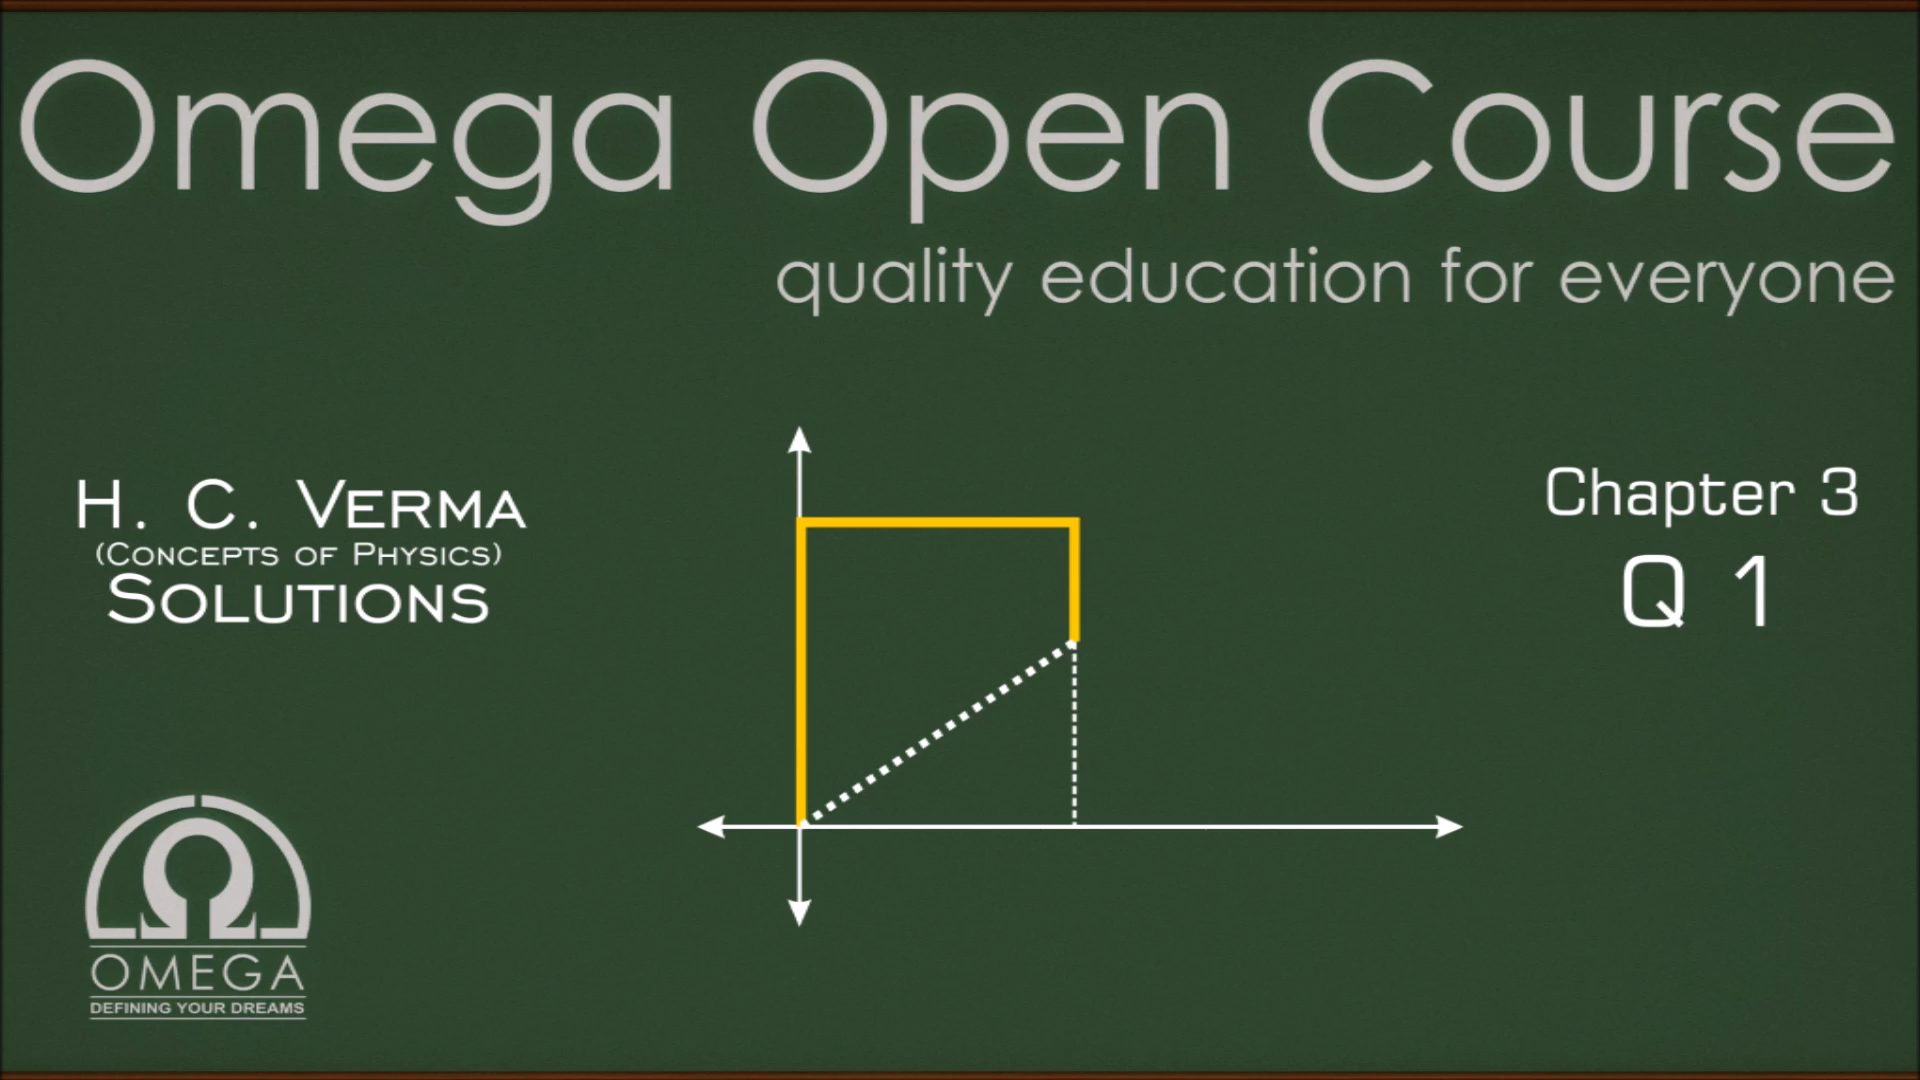 Omega Open Course
quality education for everyone
H. C. VERMA
(CONCEPTS OF PHYSICS)
SOLUTIONS
Chapter 3
Q 1
Ω
OMEGA
DEFINING YOUR DREAMS